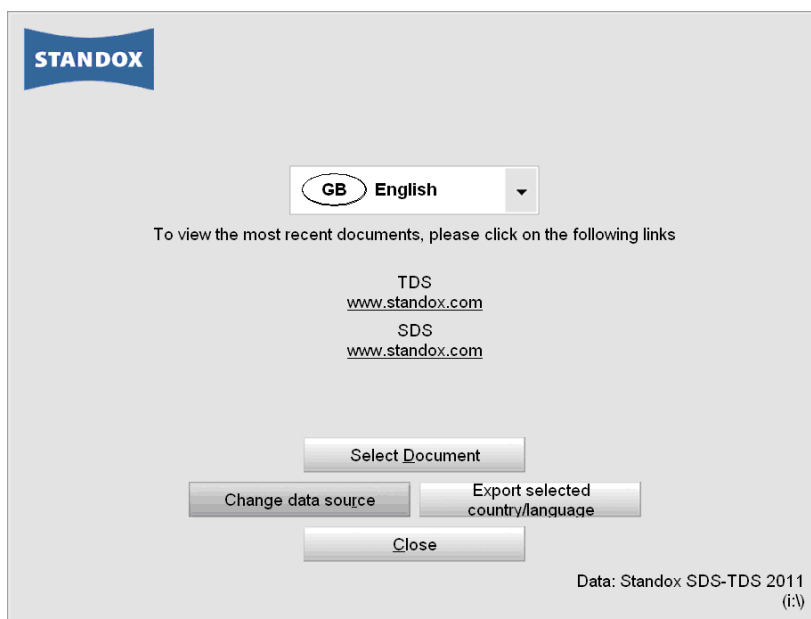 STANDOX
GB English
To view the most recent documents, please click on the following links
TDS
www.standox.com
SDS
www.standox.com
Select Document
Change data source
Export selected
country/language
Close
Data: Standox SDS-TDS 2011
(i:\)